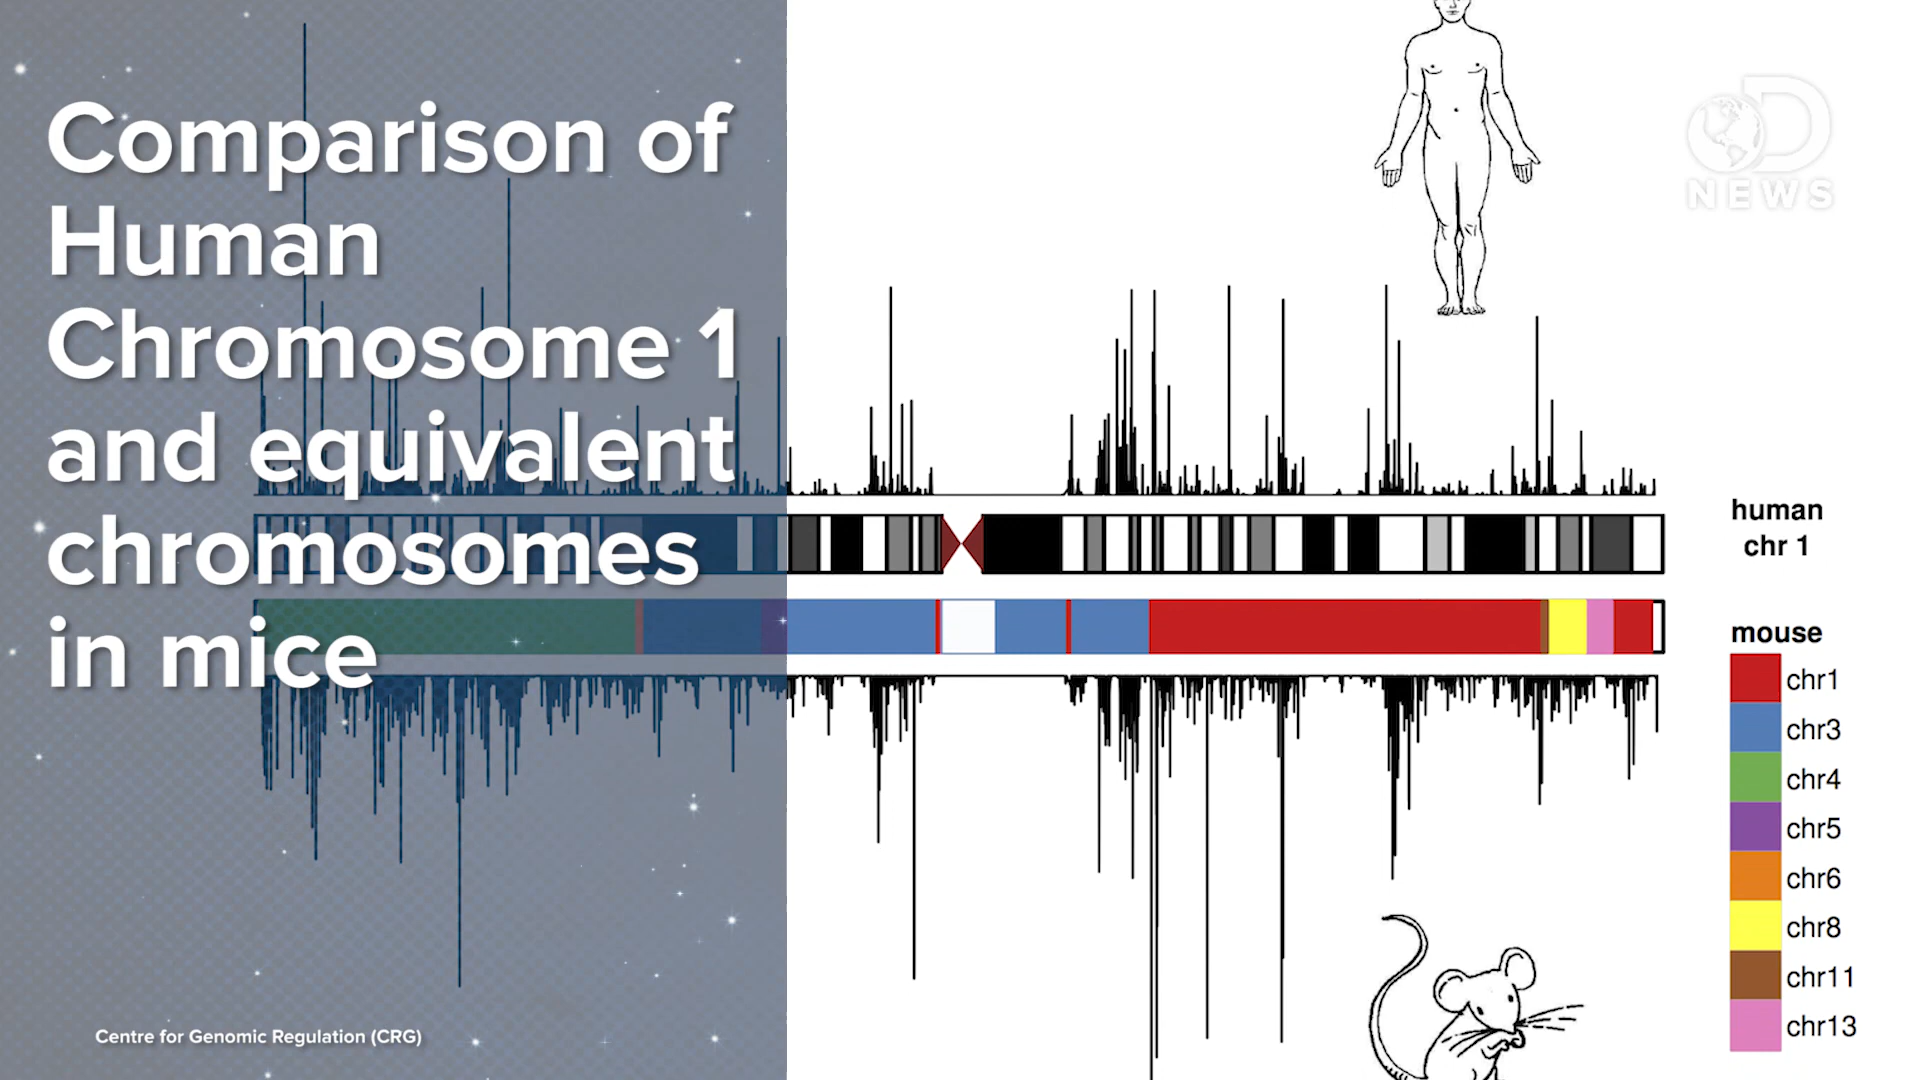 Comparison of
Human
Chromosome 1
and equivalent
chromosomes
in mice
Centre for Genomic Regulation (CRG)
D
NEWS
human
chr 1
mouse
chr1
chr3
chr4
chr5
chr6
chr8
chr11
chr13